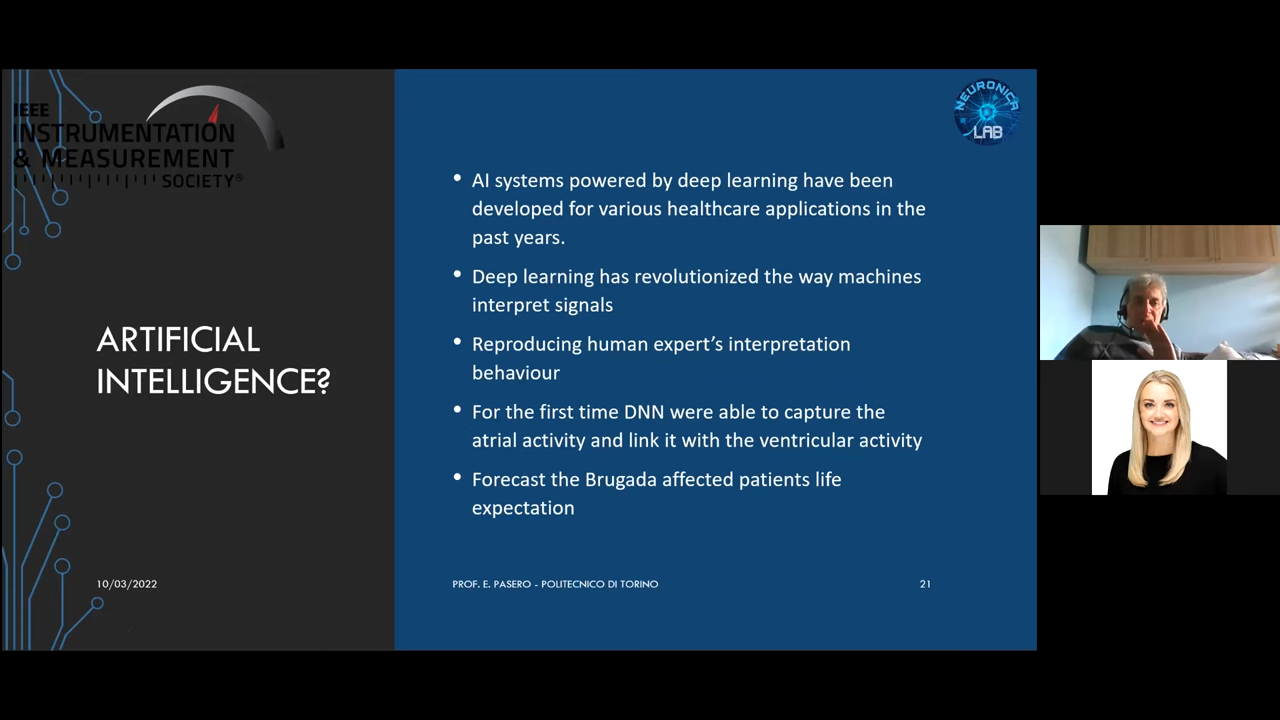 IEEE
INSTRUMENTATION
& MEASUREMENT
SOCIETY®
NEURONICA
LAB
ARTIFICIAL
INTELLIGENCE?
• AI systems powered by deep learning have been
developed for various healthcare applications in the
past years.
• Deep learning has revolutionized the way machines
interpret signals
• Reproducing human expert’s interpretation
behaviour
• For the first time DNN were able to capture the
atrial activity and link it with the ventricular activity
• Forecast the Brugada affected patients life
expectation
10/03/2022
PROF. E. PASERO - POLITECNICO DI TORINO
21